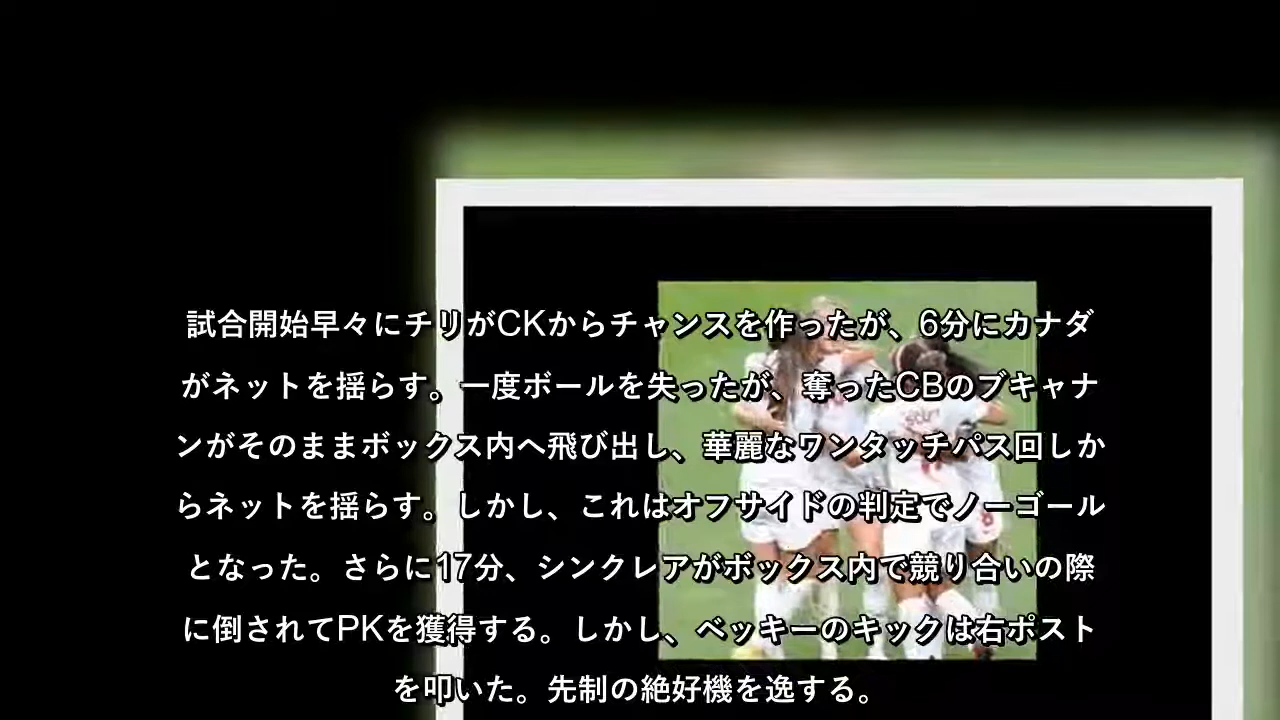 試合開始早々にチリがCKからチャンスを作ったが、6分にカナダ
がネットを揺らす。一度ボールを失ったが、奪ったCBのブキャナ
ンがそのままボックス内へ飛び出し、華麗なワンタッチパス回しか
らネットを揺らす。しかし、これはオフサイドの判定でノーゴール
となった。さらに17分、シンクレアがボックス内で競り合いの際
に倒されてPKを獲得する。しかし、ベッキーのキックは右ポスト
を叩いた。先制の絶好機を逸する。